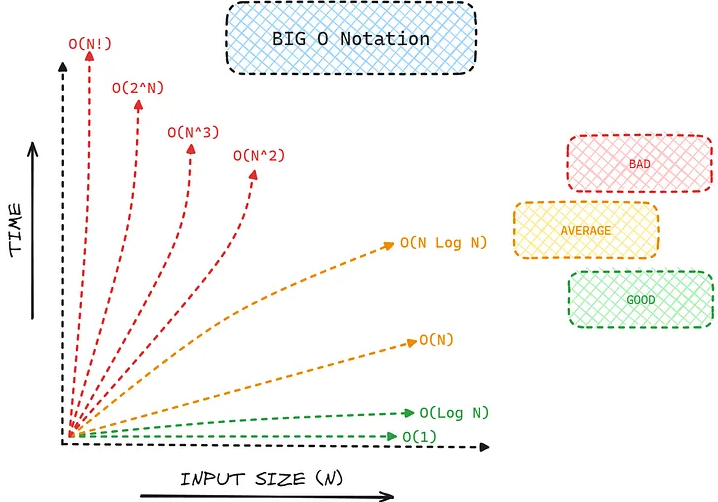 BIG O Notation
O(N!)
O(2^N)
O(N^3)
O(N^2)
BAD
AVERAGE
O(N Log N)
GOOD
TIME
O(N)
O(Log N)
O(1)
INPUT SIZE (N)